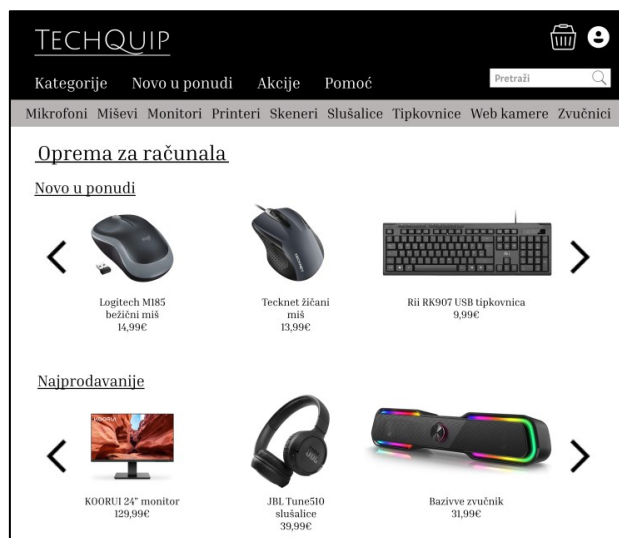 TECHQUIP
Kategorije Novo u ponudi Akcije Pomoć
Pretraži
Mikrofoni Miševi Monitori Printeri Skeneri Slušalice Tipkovnice Web kamere Zvučnici
Oprema za računala
Novo u ponudi
Logitech M185
bežični miš
14,99€
Tecknet žičani
miš
13,99€
Rii RK907 USB tipkovnica
9,99€
Najprodavanije
KOORUI
KOORUI 24" monitor
129,99€
JBL
JBL Tune510
slušalice
39,99€
Bazivve zvučnik
31,99€